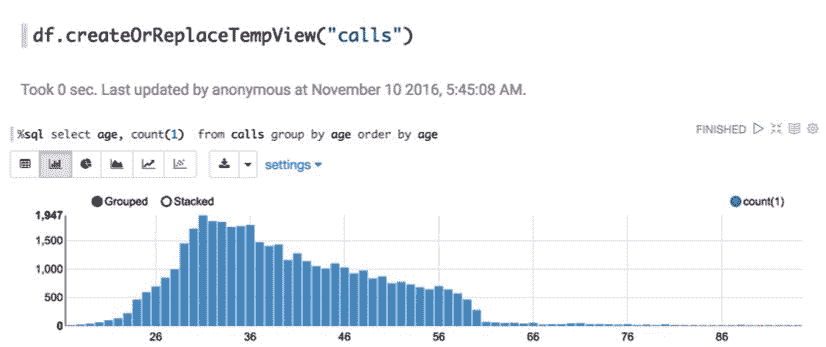 df.createOrReplaceTempView("calls")
Took 0 sec. Last updated by anonymous at November 10 2016, 5:45:08 AM.
%sql select age, count(1) from calls group by age order by age
FINISHED
settings
Grouped Stacked count(1)
1,947
1,500
1,000
500
0
26 36 46 56 66 76 86